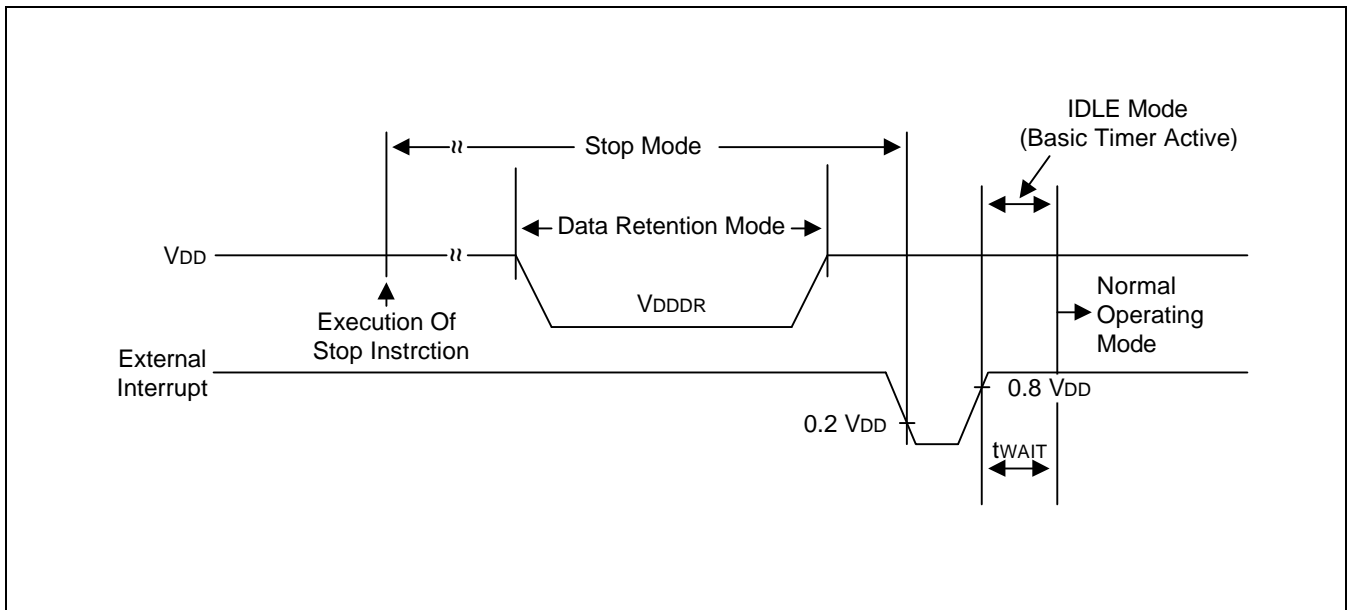 IDLE Mode
(Basic Timer Active)
Stop Mode
Data Retention Mode
VDD
VDDDR
Execution Of
Stop Instrction
Normal
Operating
Mode
External
Interrupt
0.2 VDD
0.8 VDD
tWAIT